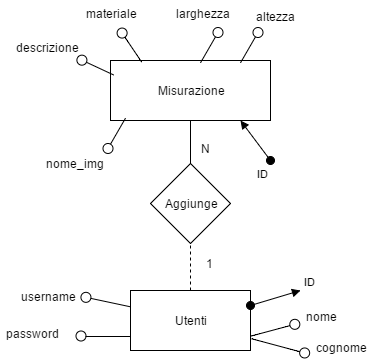 materiale
larghezza
altezza
descrizione
Misurazione
nome_img
N
ID
Aggiunge
1
ID
username
nome
Utenti
password
cognome